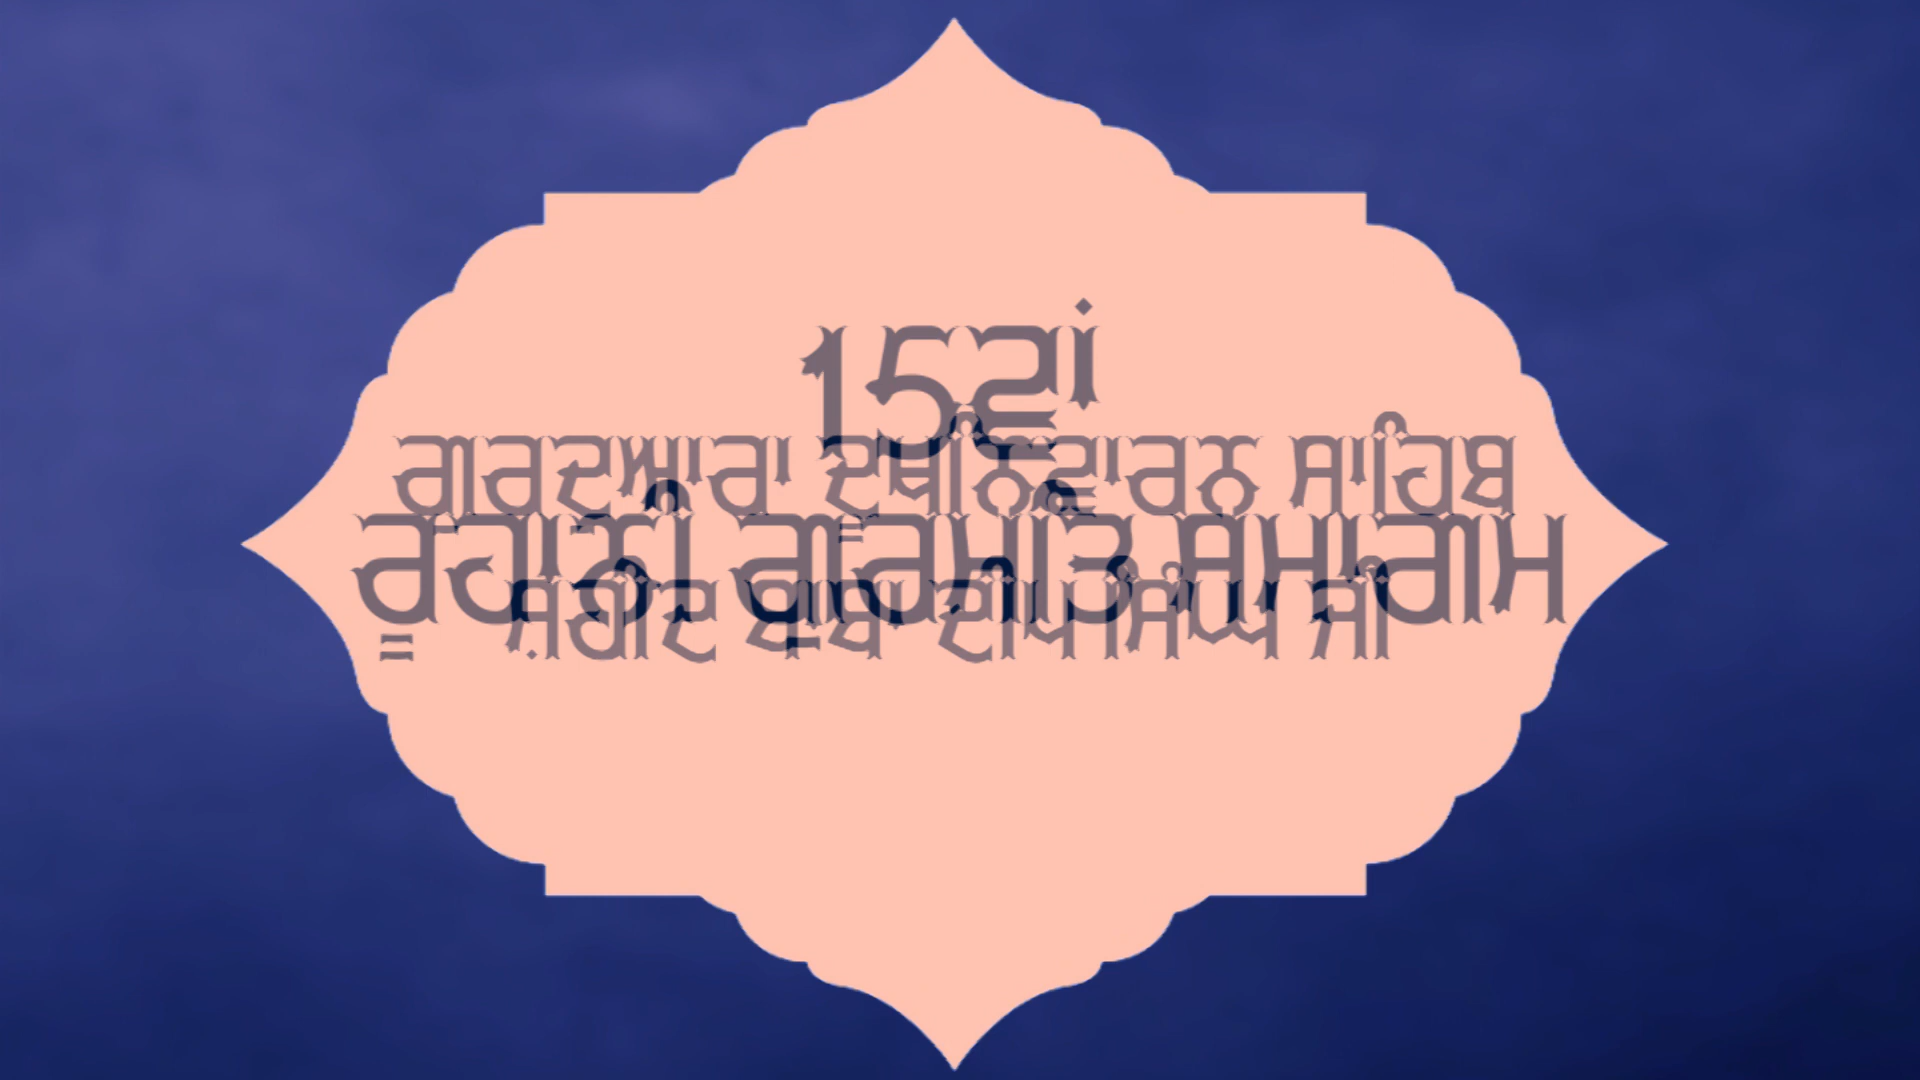 15ਵਾਂ
ਗੁਰਦੁਆਰਾ ਦੁੱਖਨਿਵਾਰਨ ਸਾਹਿਬ
ਰੂਹਾਨੀ ਗੁਰਮਤਿ ਸਮਾਗਮ
ਸ਼ਹੀਦ ਬਾਬਾ ਦੀਪ ਸਿੰਘ ਜੀ